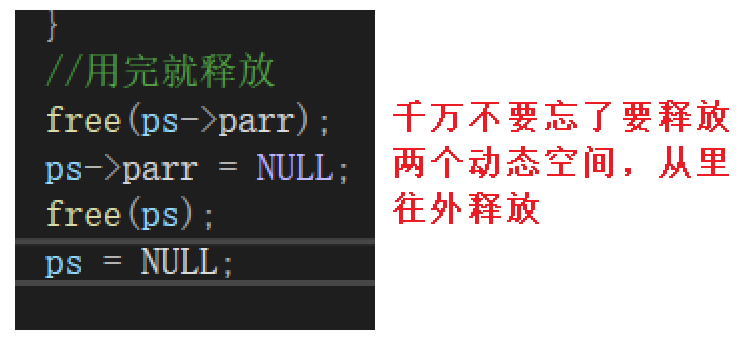 }
//用完就释放
free(ps->parr);
ps->parr = NULL;
free(ps);
ps = NULL;
千万不要忘了要释放
两个动态空间，从里
往外释放